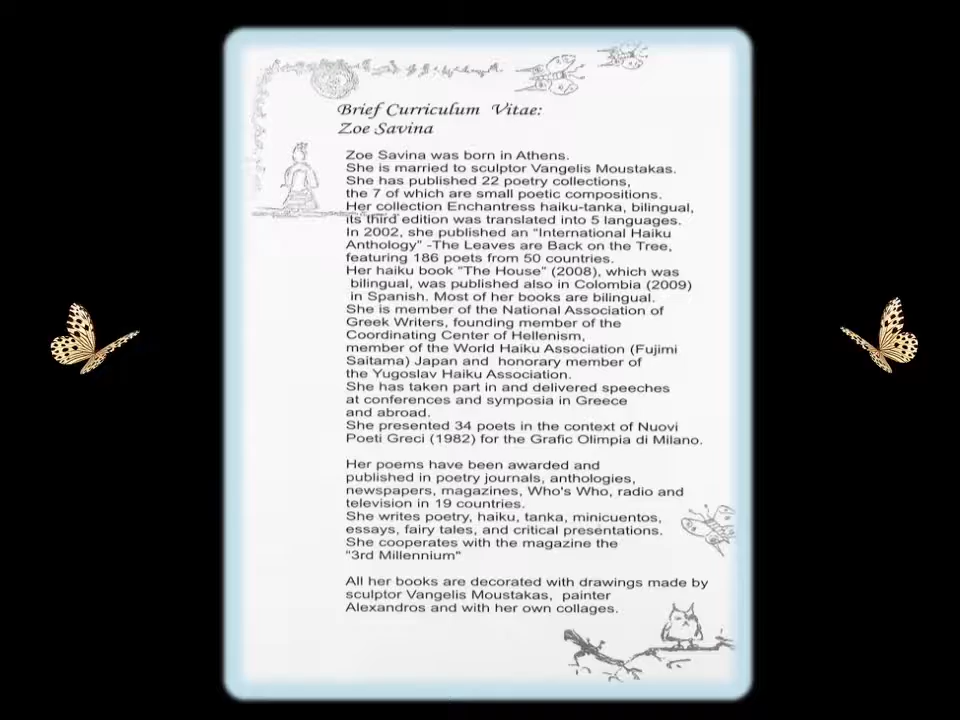 Brief Curriculum Vitae:
Zoe Savina
Zoe Savina was born in Athens.
She is married to sculptor Vangelis Moustakas.
She has published 22 poetry collections,
the 7 of which are small poetic compositions.
Her collection Enchantress haiku-tanka, bilingual,
its third edition was translated into 5 languages.
In 2002, she published an "International Haiku
Anthology" -The Leaves are Back on the Tree,
featuring 186 poets from 50 countries.
Her haiku book "The House" (2008), which was
bilingual, was published also in Colombia (2009)
in Spanish. Most of her books are bilingual.
She is member of the National Association of
Greek Writers, founding member of the
Coordinating Center of Hellenism,
member of the World Haiku Association (Fujimi
Saitama) Japan and honorary member of
the Yugoslav Haiku Association.
She has taken part in and delivered speeches
at conferences and symposia in Greece
and abroad.
She presented 34 poets in the context of Nuovi
Poeti Greci (1982) for the Grafic Olimpia di Milano.
Her poems have been awarded and
published in poetry journals, anthologies,
newspapers, magazines, Who's Who, radio and
television in 19 countries.
She writes poetry, haiku, tanka, minicuentos,
essays, fairy tales, and critical presentations.
She cooperates with the magazine the
"3rd Millennium"
All her books are decorated with drawings made by
sculptor Vangelis Moustakas, painter
Alexandros and with her own collages.